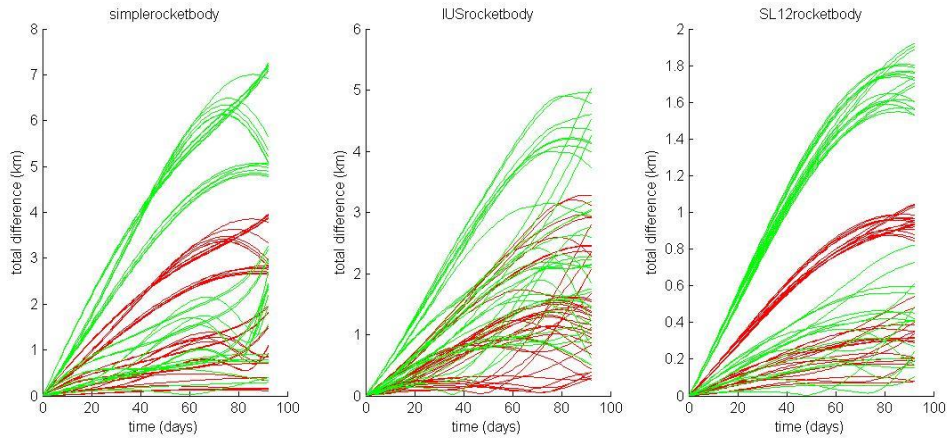 simplerocketbody
8
7
6
5
4
3
2
1
0
total difference (km)
0 20 40 60 80 100
time (days)
IUSrocketbody
6
5
4
3
2
1
0
total difference (km)
0 20 40 60 80 100
time (days)
SL12rocketbody
2
1.8
1.6
1.4
1.2
1
0.8
0.6
0.4
0.2
0
total difference (km)
0 20 40 60 80 100
time (days)